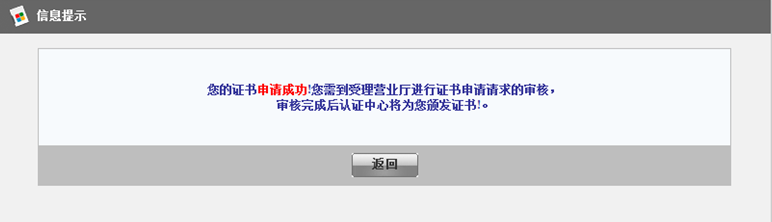 信息提示
您的证书申请成功!您需到受理营业厅进行证书申请请求的审核，
审核完成后认证中心将为您颁发证书!。
返回